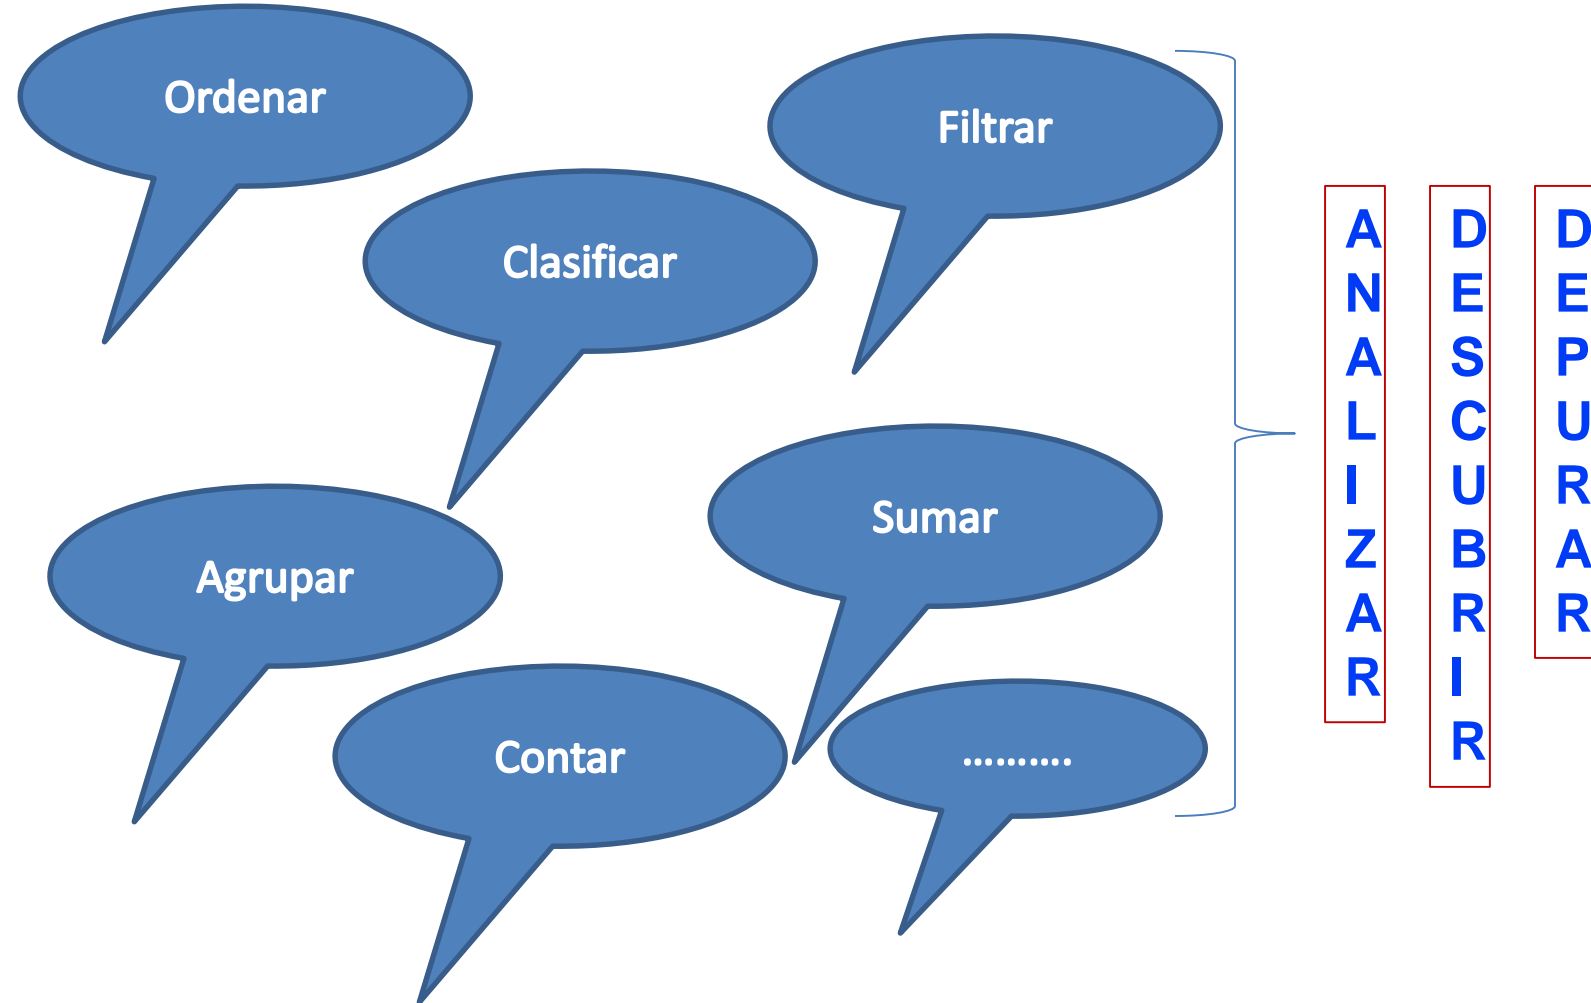 Ordenar
Filtrar
Clasificar
Sumar
Agrupar
Contar
..........
ANALIZAR
DESCUBRIR
DEPURAR